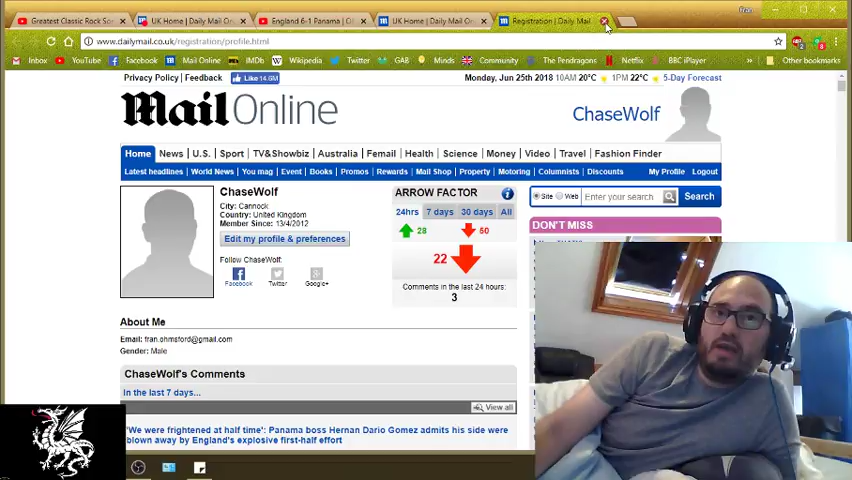 Greatest Classic Rock So
UK Home | Daily Mail On
England 6-1 Panama | Of
UK Home | Daily Mail On
Registration | Daily Mail
www.dailymail.co.uk/registration/profile.html
Inbox YouTube Facebook Mail Online IMDb Wikipedia Twitter GAB Minds Community The Pendragons Netflix BBC iPlayer Other bookmarks
Privacy Policy | Feedback Like 14.6M Monday, Jun 25th 2018 10AM 20°C 1PM 22°C 5-Day Forecast
Mail Online
ChaseWolf
Home News U.S. Sport TV&Showbiz Australia Femail Health Science Money Video Travel Fashion Finder
Latest headlines World News You mag Event Books Promos Rewards Mail Shop Property Motoring Columnists Discounts My Profile Logout
ChaseWolf
City: Cannock
Country: United Kingdom
Member Since: 13/4/2012
Edit my profile & preferences
Follow ChaseWolf
Facebook Twitter Google+
ARROW FACTOR
24hrs 7 days 30 days All
28 50
22
Comments in the last 24 hours:
3
Site Web Enter your search Search
DON'T MISS
About Me
Email: fran.ohmsford@gmail.com
Gender: Male
ChaseWolf's Comments
In the last 7 days...
View all
'We were frightened at half time': Panama boss Hernan Dario Gomez admits his side were
blown away by England's explosive first-half effort